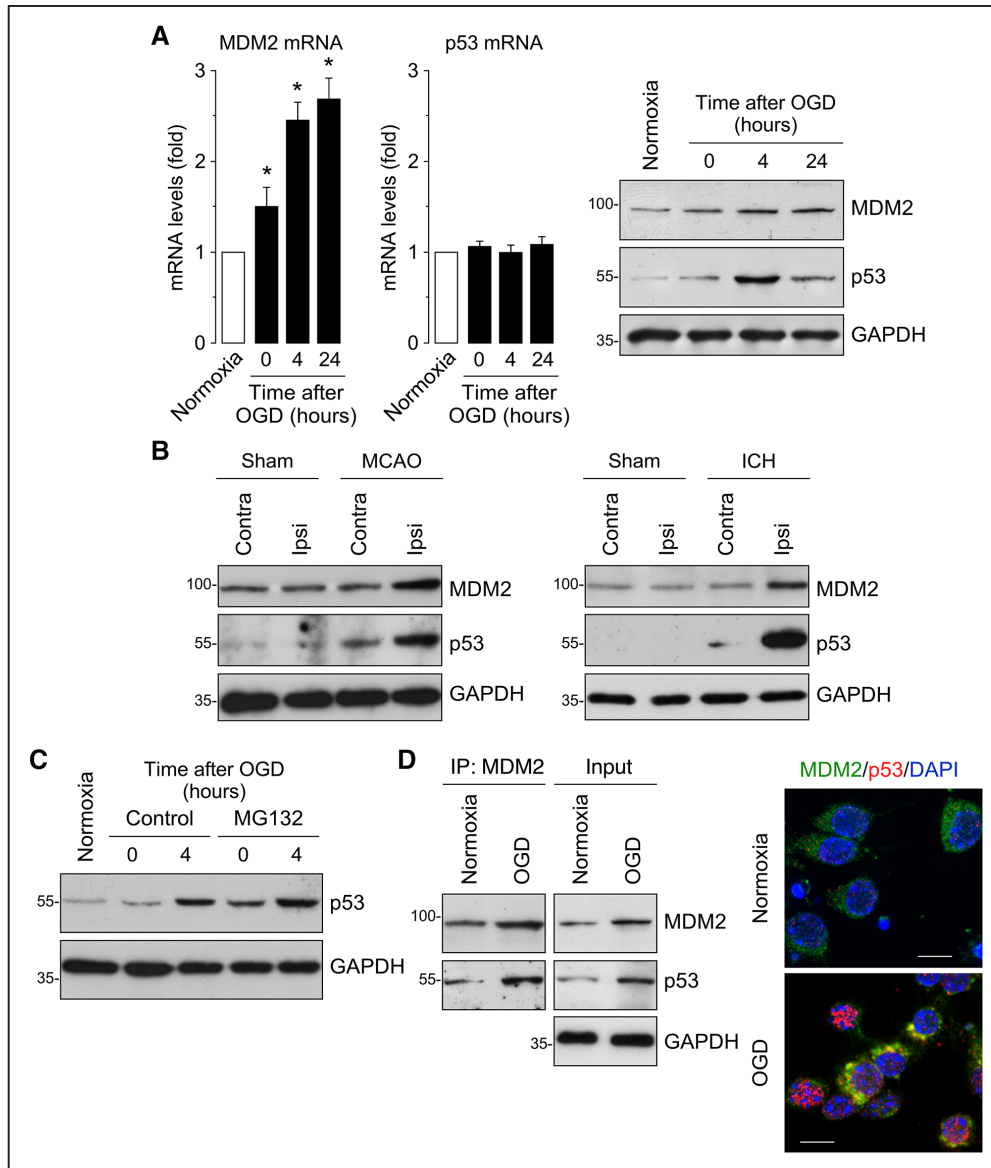 A
MDM2 mRNA
mRNA levels (fold)
3
2
1
0
*
*
*
Normoxia
0 4 24
Time after
OGD (hours)
p53 mRNA
mRNA levels (fold)
3
2
1
0
Normoxia
0 4 24
Time after
OGD (hours)
Normoxia
Time after OGD
(hours)
0 4 24
100- MDM2
55- p53
35- GAPDH
B
Sham MCAO
Contra Ipsi Contra Ipsi
100- MDM2
55- p53
35- GAPDH
Sham ICH
Contra Ipsi Contra Ipsi
100- MDM2
55- p53
35- GAPDH
C
Normoxia
Time after OGD
(hours)
Control MG132
0 4 0 4
55- p53
35- GAPDH
D
IP: MDM2 Input
Normoxia OGD Normoxia OGD
100- MDM2
55- p53
35- GAPDH
MDM2/p53/DAPI
Normoxia
OGD